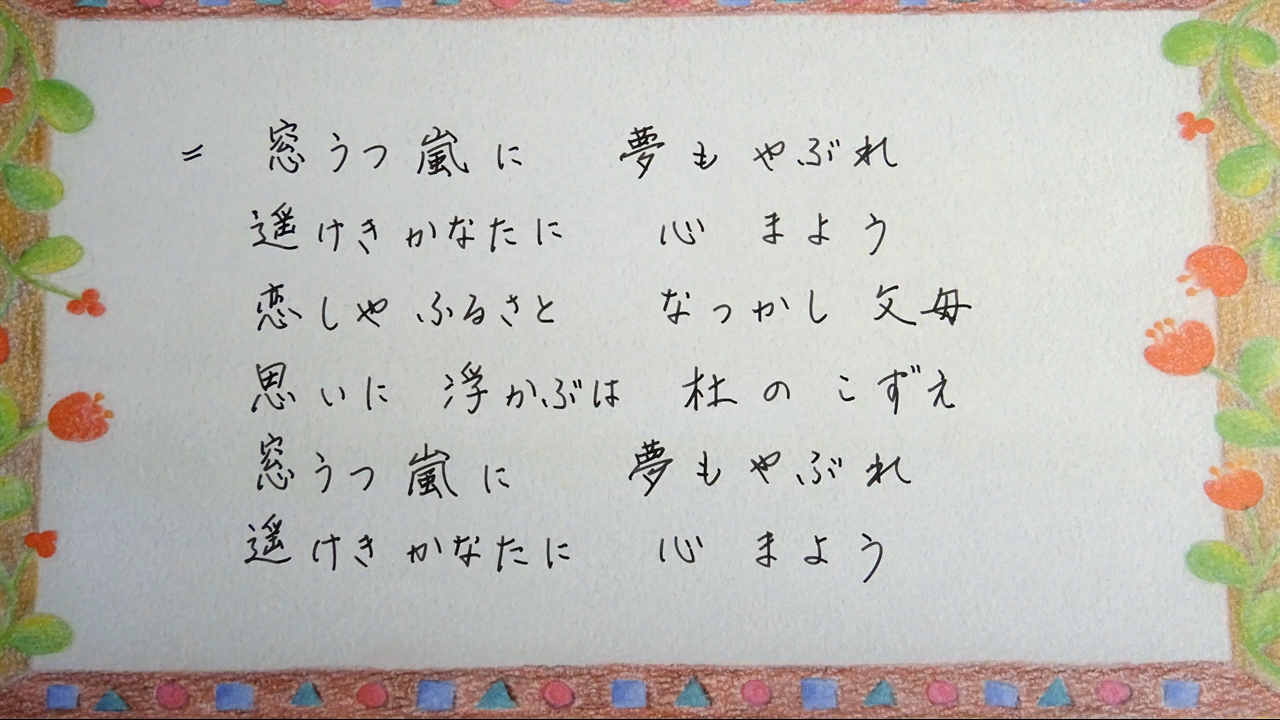 二 窓うつ嵐に 夢もやぶれ
遥けきかなたに 心まよう
恋しやふるさと なつかし父母
思いに 浮かぶは 杜のこずえ
窓うつ嵐に 夢もやぶれ
遥けきかなたに 心まよう